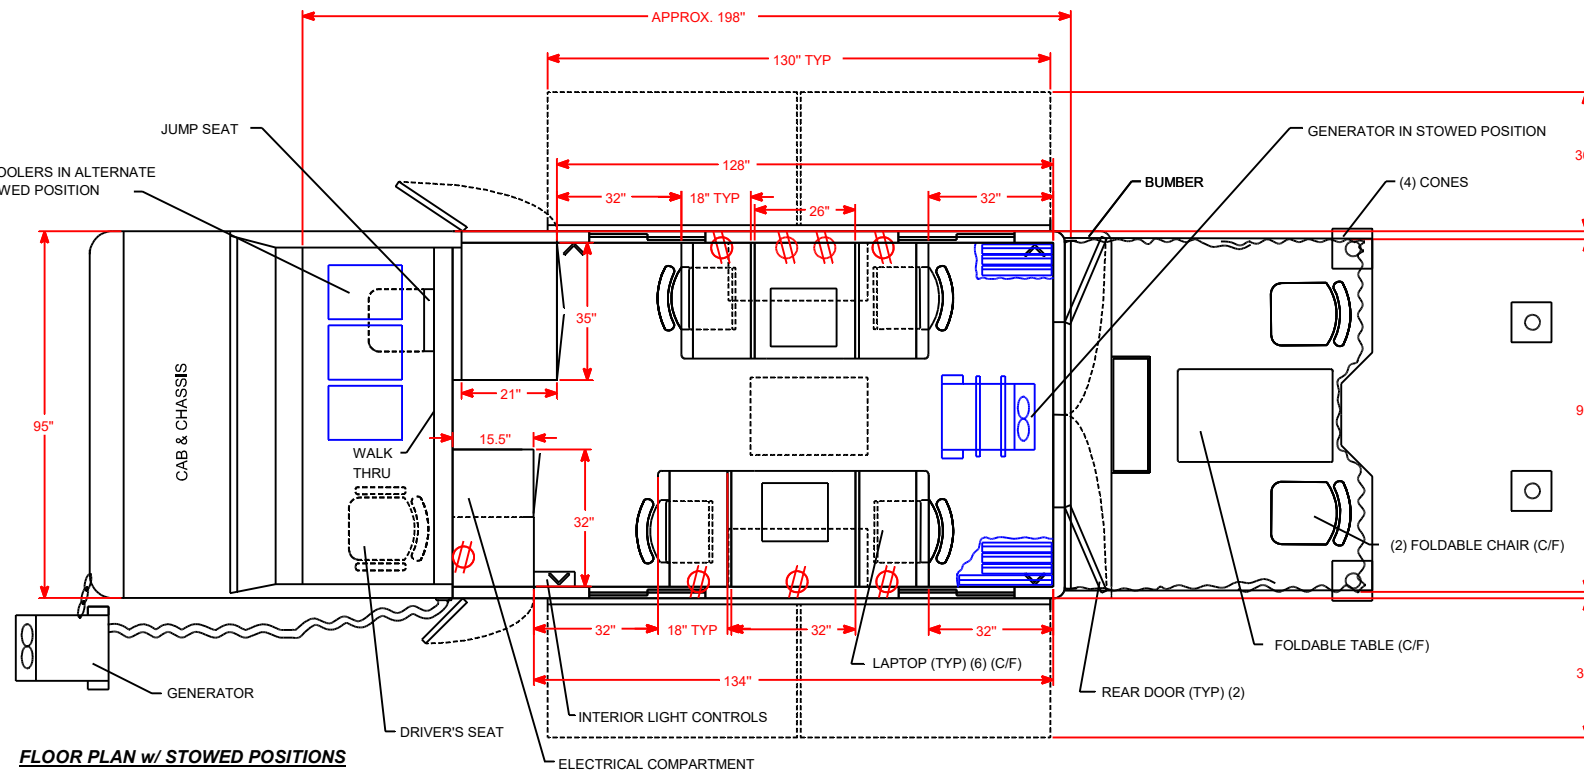 APPROX. 198"
130" TYP
JUMP SEAT
GENERATOR IN STOWED POSITION
OOLERS IN ALTERNATE
WED POSITION
128"
BUMBER
(4) CONES
32"
18" TYP
26"
32"
35"
CAB & CHASSIS
95"
21"
15.5"
WALK
THRU
32"
(2) FOLDABLE CHAIR (C/F)
32"
18" TYP
32"
32"
FOLDABLE TABLE (C/F)
LAPTOP (TYP) (6) (C/F)
134"
GENERATOR
REAR DOOR (TYP) (2)
INTERIOR LIGHT CONTROLS
DRIVER'S SEAT
FLOOR PLAN w/ STOWED POSITIONS
ELECTRICAL COMPARTMENT